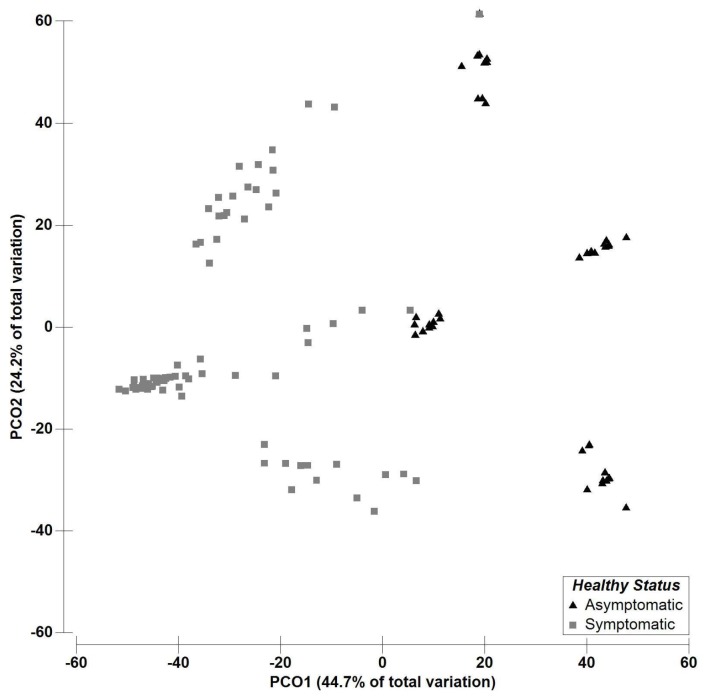 60
40
20
0
-20
-40
-60
PCO2 (24.2% of total variation)
-60
-40
-20
0
20
40
60
PCO1 (44.7% of total variation)
Healthy Status
Asymptomatic
Symptomatic